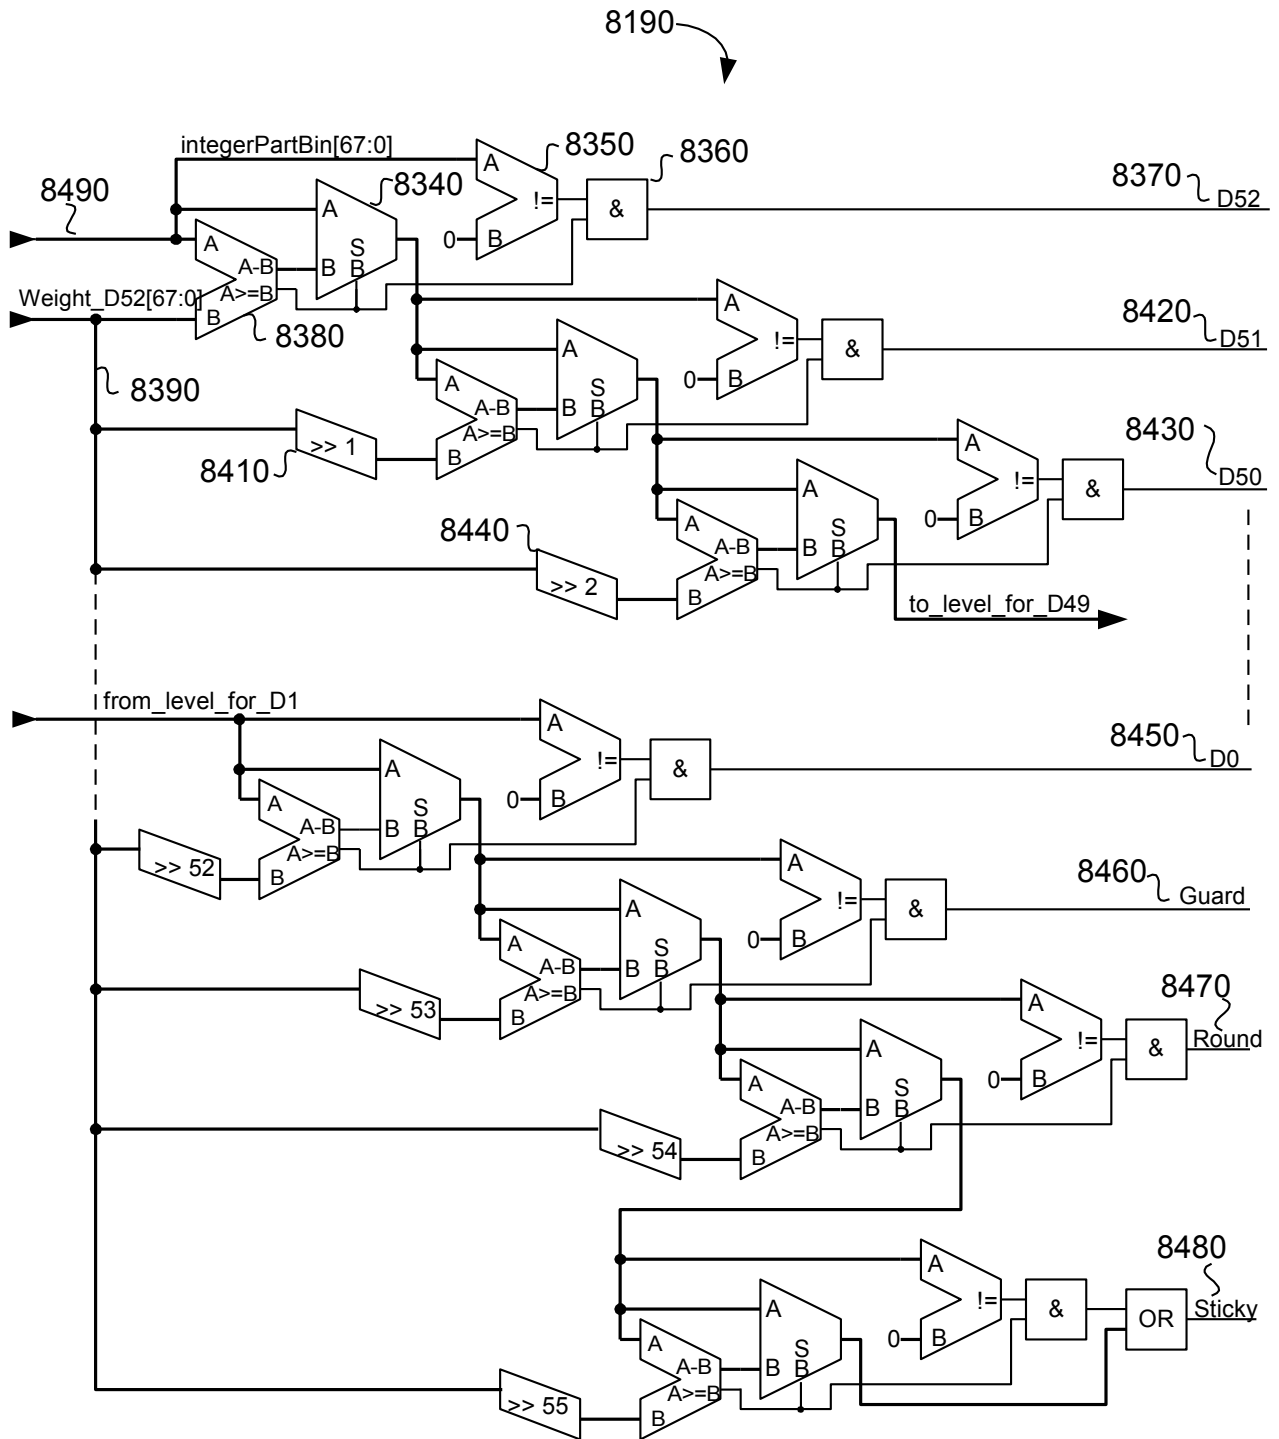 8190
integerPartBin[67:0]
A
8350
8360
8490
8340
8370
D52
A
!=
&
0
B
A
S
B
A-B
B
A>=B
Weight_D52[67:0]
B
8380
A
8420
D51
!=
&
8390
A
0
B
A
S
B
A-B
B
A>=B
>> 1
B
8410
A
8430
D50
!=
&
A
0
B
8440
A
S
B
A-B
B
A>=B
>> 2
B
to_level_for_D49
from_level_for_D1
A
8450
D0
!=
&
A
0
B
A
S
B
A-B
B
A>=B
>> 52
B
A
8460
Guard
!=
&
A
0
B
A
S
B
A-B
B
A>=B
>> 53
B
A
8470
Round
!=
&
A
0
B
A
S
B
A-B
B
A>=B
>> 54
B
A
8480
Sticky
!=
&
OR
A
0
B
A
S
B
A-B
B
A>=B
>> 55
B